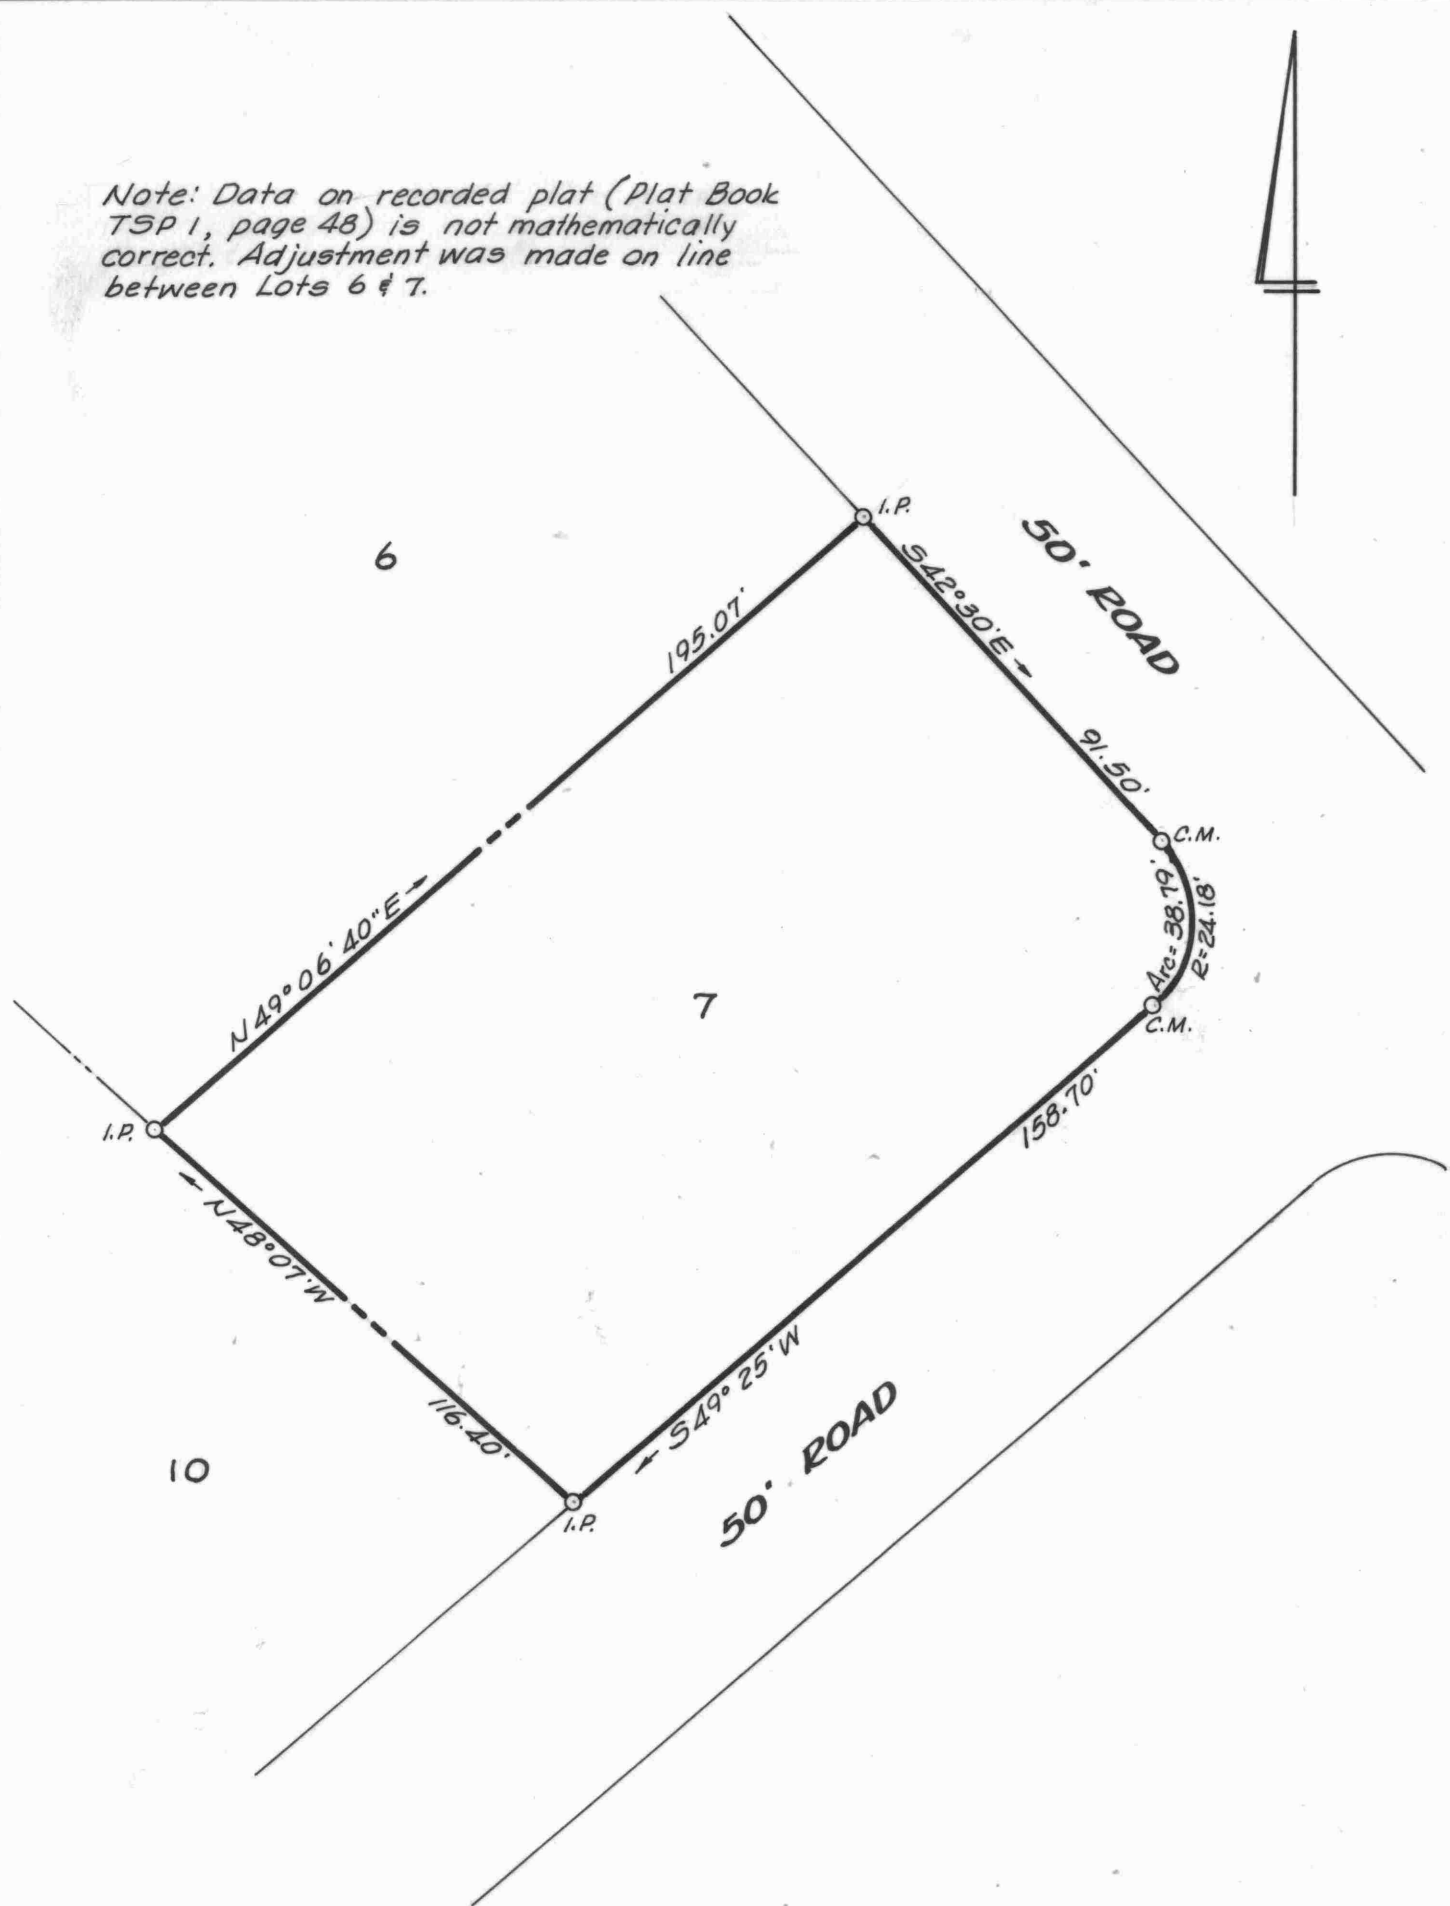 Note: Data on recorded plat (Plat Book
TSP 1, page 48) is not mathematically
correct. Adjustment was made on line
between Lots 6 & 7.
I.P.
6
50' ROAD
S42°30'E
195.07'
91.50'
C.M.
Arc= 38.79'
R=24.18'
N49°06'40"E
7
C.M.
158.70'
I.P.
N48°07'W
S49°25'W
116.40'
50' ROAD
10
I.P.